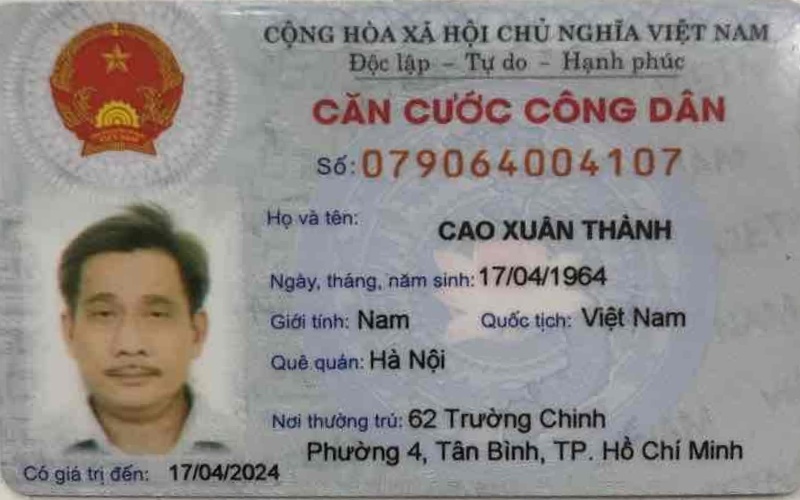 CỘNG HÒA XÃ HỘI CHỦ NGHĨA VIỆT NAM
Độc lập - Tự do - Hạnh phúc
CĂN CƯỚC CÔNG DÂN
Số: 079064004107
Họ và tên: CAO XUÂN THÀNH
Ngày, tháng, năm sinh: 17/04/1964
Giới tính: Nam Quốc tịch: Việt Nam
Quê quán: Hà Nội
Nơi thường trú: 62 Trường Chinh
Phường 4, Tân Bình, TP. Hồ Chí Minh
Có giá trị đến: 17/04/2024